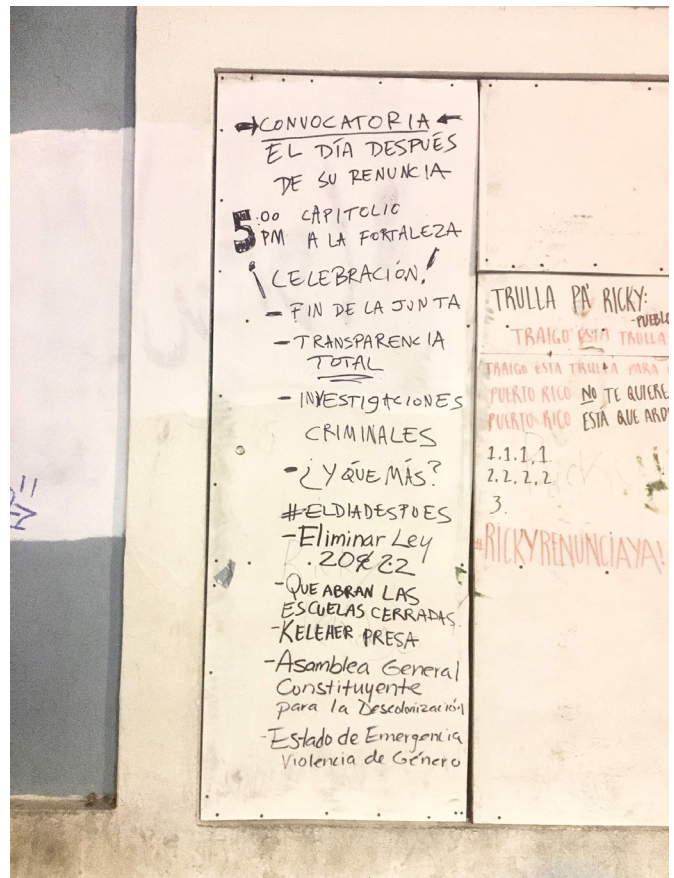 CONVOCATORIA
EL DÍA DESPUÉS
DE SU RENUNCIA
5:00 PM CAPITOLIO
A LA FORTALEZA
¡CELEBRACIÓN!
- FIN DE LA JUNTA
- TRANSPARENCIA
TOTAL
- INVESTIGACIONES
CRIMINALES
- ¿Y QUÉ MÁS?
#ELDIADESPUES
- Eliminar Ley
20 & 22
- QUE ABRAN LAS
ESCUELAS CERRADAS.
- KELEHER PRESA
- Asamblea General
Constituyente
para la Descolonización
- Estado de Emergencia
Violencia de Género
TRULLA PA' RICKY:
- PUEBLO
TRAIGO ESTA TRULLA
TRAIGO ESTA TRULLA PARA
PUERTO RICO NO TE QUIERE
PUERTO RICO ESTÁ QUE ARD
1.1.1.1.
2.2.2.2
3.
#RICKYRENUNCIAYA!